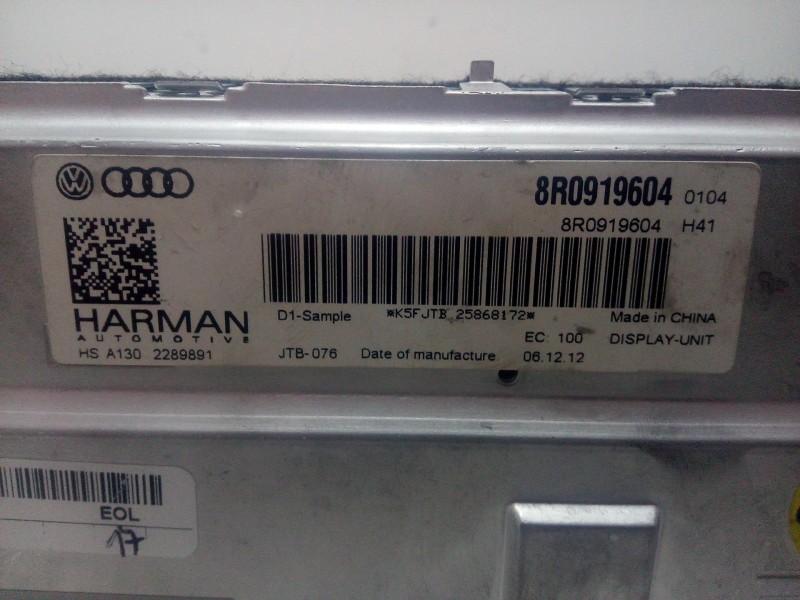 8R0919604 0104
8R0919604 H41
HARMAN
AUTOMOTIVE
D1-Sample *K5FJTB 25868172* Made in CHINA
EC: 100 DISPLAY-UNIT
HS A130 2289891 JTB-076 Date of manufacture 06.12.12
EOL
17